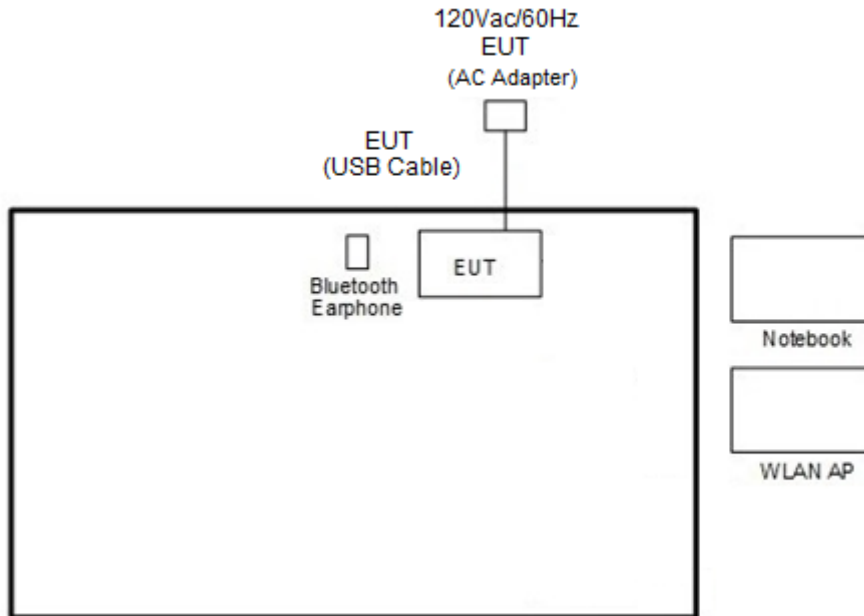 120Vac/60Hz
EUT
(AC Adapter)
EUT
(USB Cable)
EUT
Bluetooth
Earphone
Notebook
WLAN AP